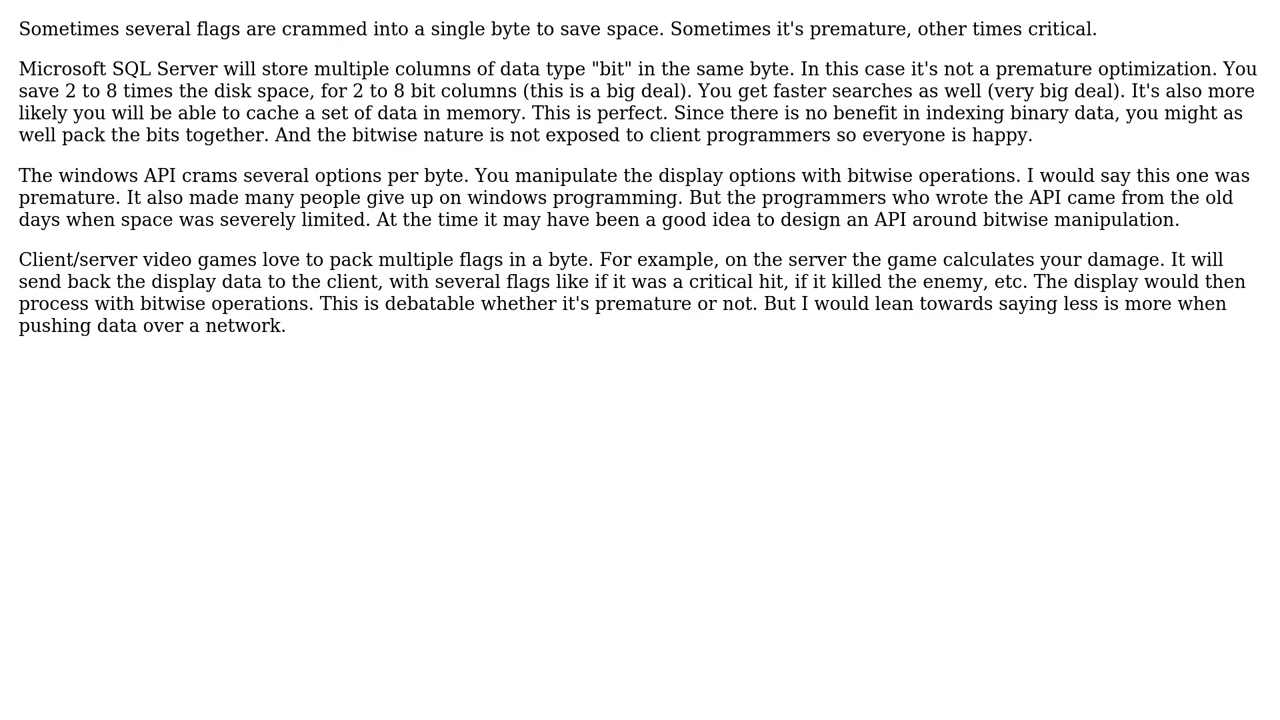 Sometimes several flags are crammed into a single byte to save space. Sometimes it's premature, other times critical.
Microsoft SQL Server will store multiple columns of data type "bit" in the same byte. In this case it's not a premature optimization. You
save 2 to 8 times the disk space, for 2 to 8 bit columns (this is a big deal). You get faster searches as well (very big deal). It's also more
likely you will be able to cache a set of data in memory. This is perfect. Since there is no benefit in indexing binary data, you might as
well pack the bits together. And the bitwise nature is not exposed to client programmers so everyone is happy.
The windows API crams several options per byte. You manipulate the display options with bitwise operations. I would say this one was
premature. It also made many people give up on windows programming. But the programmers who wrote the API came from the old
days when space was severely limited. At the time it may have been a good idea to design an API around bitwise manipulation.
Client/server video games love to pack multiple flags in a byte. For example, on the server the game calculates your damage. It will
send back the display data to the client, with several flags like if it was a critical hit, if it killed the enemy, etc. The display would then
process with bitwise operations. This is debatable whether it's premature or not. But I would lean towards saying less is more when
pushing data over a network.